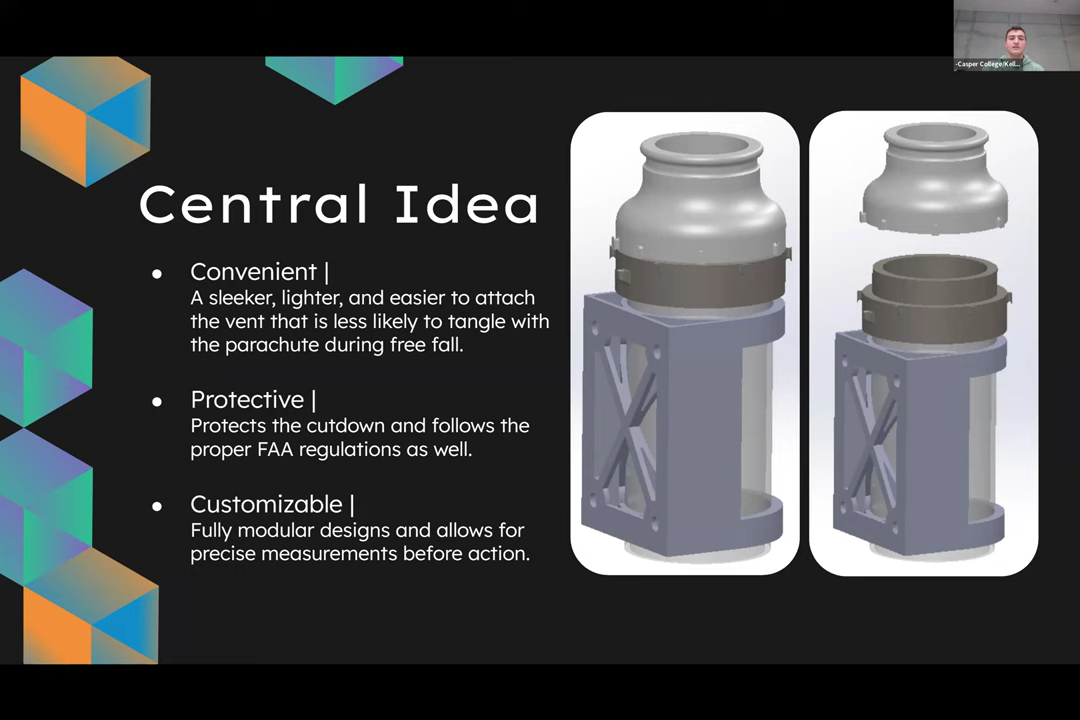 -Casper College/Kell...
Central Idea
● Convenient |
A sleeker, lighter, and easier to attach
the vent that is less likely to tangle with
the parachute during free fall.
● Protective |
Protects the cutdown and follows the
proper FAA regulations as well.
● Customizable |
Fully modular designs and allows for
precise measurements before action.